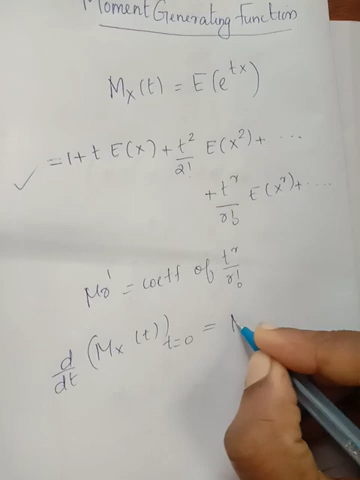 Moment Generating Function
Mx(t) = E(e^tx)
= 1 + t E(x) + t²/2! E(x²) + ...
+ t^r/r! E(x^r) + ...
μr' = coeff of t^r/r!
d/dt (Mx(t))t=0 =